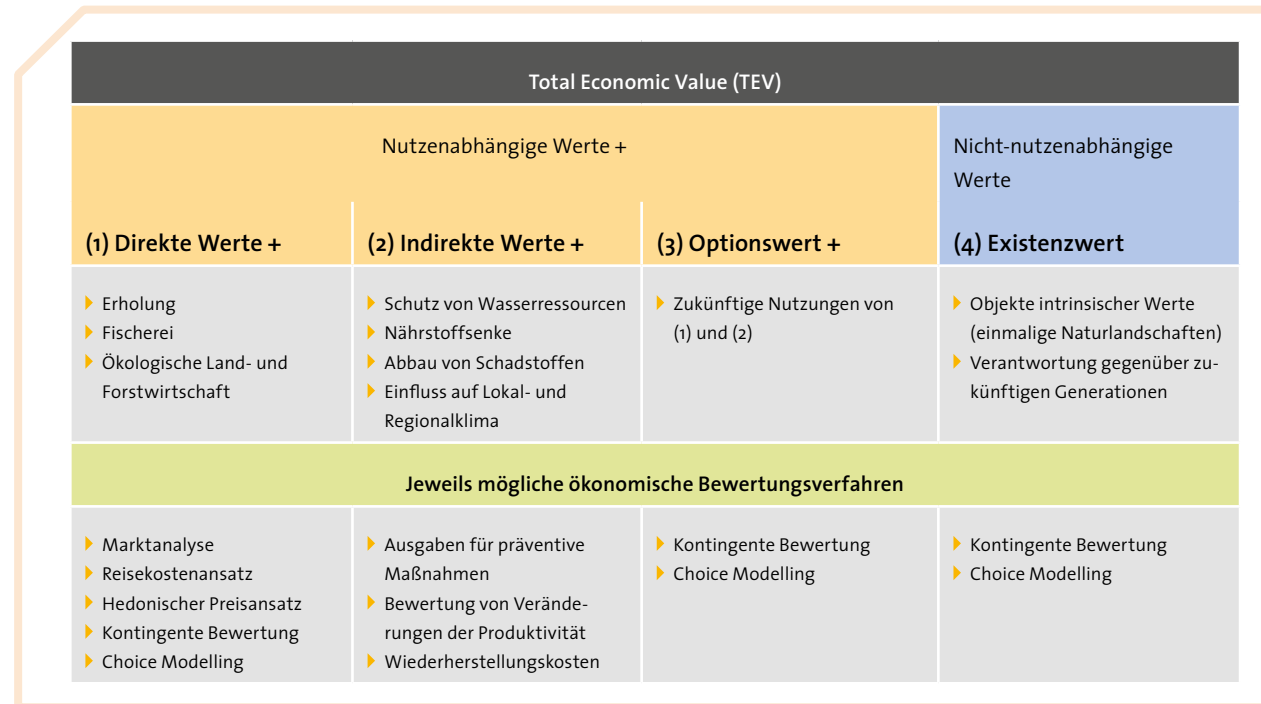 Total Economic Value (TEV)
Nutzenabhängige Werte +
Nicht-nutzenabhängige
Werte
(1) Direkte Werte +
(2) Indirekte Werte +
(3) Optionswert +
(4) Existenzwert
Erholung
Fischerei
Ökologische Land- und
Forstwirtschaft
Schutz von Wasserressourcen
Nährstoffsenke
Abbau von Schadstoffen
Einfluss auf Lokal- und
Regionalklima
Zukünftige Nutzungen von
(1) und (2)
Objekte intrinsischer Werte
(einmalige Naturlandschaften)
Verantwortung gegenüber zu-
künftigen Generationen
Jeweils mögliche ökonomische Bewertungsverfahren
Marktanalyse
Reisekostenansatz
Hedonischer Preisansatz
Kontingente Bewertung
Choice Modelling
Ausgaben für präventive
Maßnahmen
Bewertung von Verände-
rungen der Produktivität
Wiederherstellungskosten
Kontingente Bewertung
Choice Modelling
Kontingente Bewertung
Choice Modelling